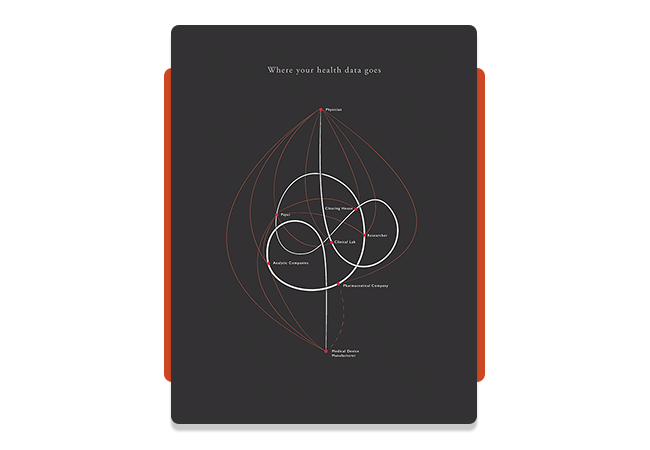 Where your health data goes
Physician
Clearing House
Payer
Researcher
Clinical Lab
Analytic Companies
Pharmaceutical Company
Medical Device
Manufacturer